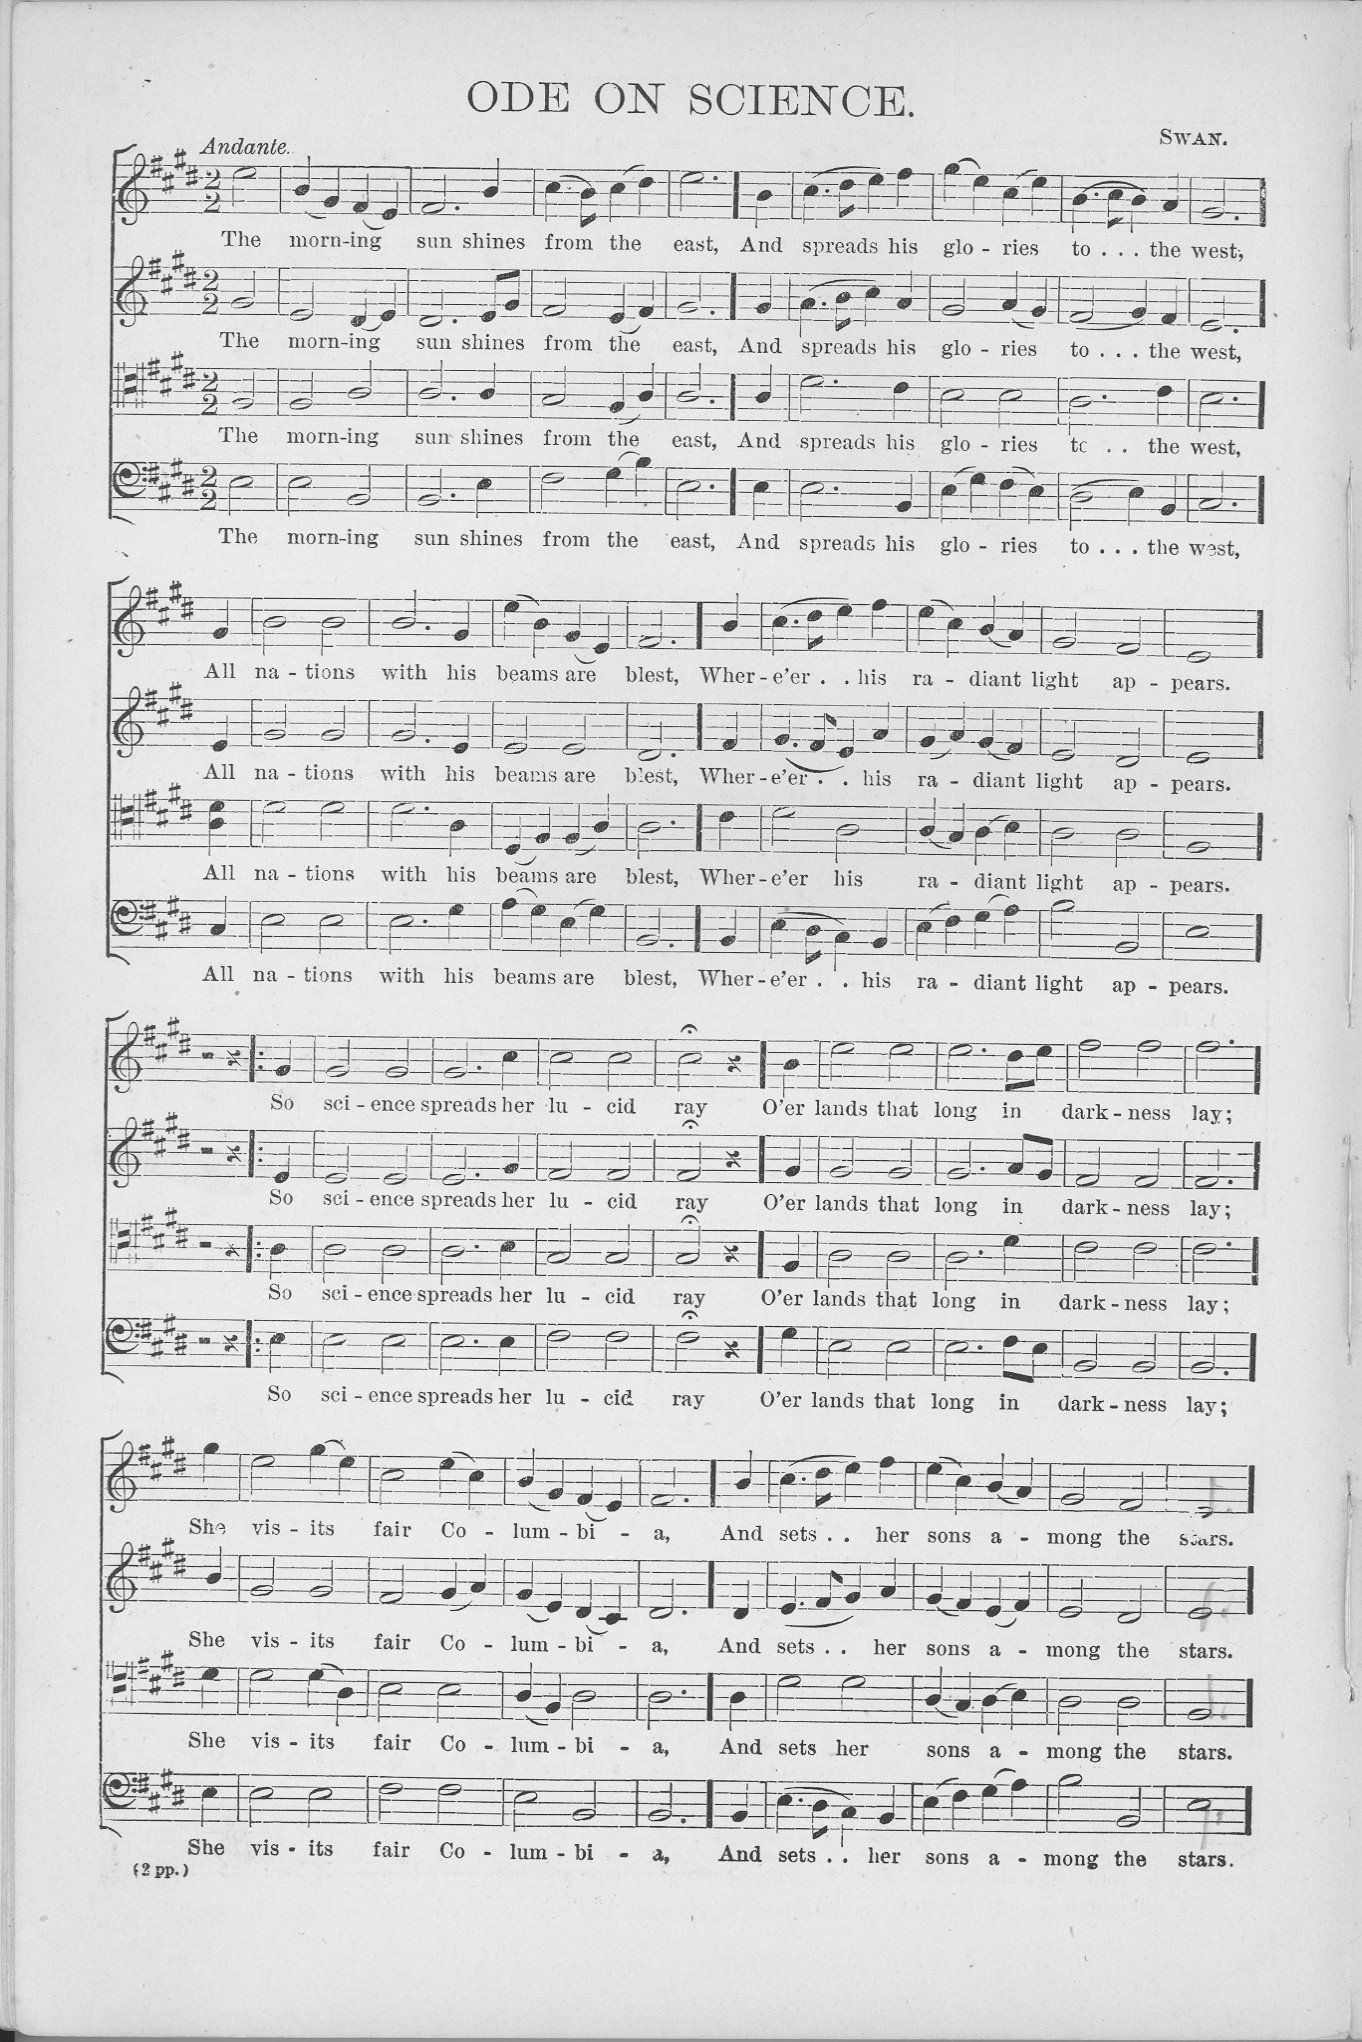 ODE ON SCIENCE.
SWAN.
Andante.
The morn-ing sun shines from the east, And spreads his glo - ries to . . . the west,
The morn-ing sun shines from the east, And spreads his glo - ries to . . . the west,
The morn-ing sun shines from the east, And spreads his glo - ries to . . the west,
The morn-ing sun shines from the east, And spreads his glo - ries to . . . the west,
All na - tions with his beams are blest, Wher - e'er . . his ra - diant light ap - pears.
All na - tions with his beams are blest, Wher - e'er . . his ra - diant light ap - pears.
All na - tions with his beams are blest, Wher - e'er his ra - diant light ap - pears.
All na - tions with his beams are blest, Wher - e'er . . his ra - diant light ap - pears.
So sci - ence spreads her lu - cid ray O'er lands that long in dark - ness lay;
So sci - ence spreads her lu - cid ray O'er lands that long in dark - ness lay;
So sci - ence spreads her lu - cid ray O'er lands that long in dark - ness lay;
So sci - ence spreads her lu - cid ray O'er lands that long in dark - ness lay;
She vis - its fair Co - lum - bi - a, And sets . . her sons a - mong the stars.
She vis - its fair Co - lum - bi - a, And sets . . her sons a - mong the stars.
She vis - its fair Co - lum - bi - a, And sets her sons a - mong the stars.
She vis - its fair Co - lum - bi - a, And sets . . her sons a - mong the stars.
(2 pp.)